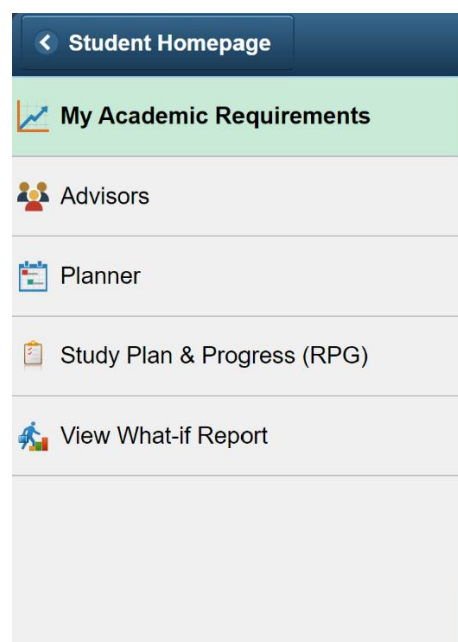 Student Homepage
My Academic Requirements
Advisors
Planner
Study Plan & Progress (RPG)
View What-if Report